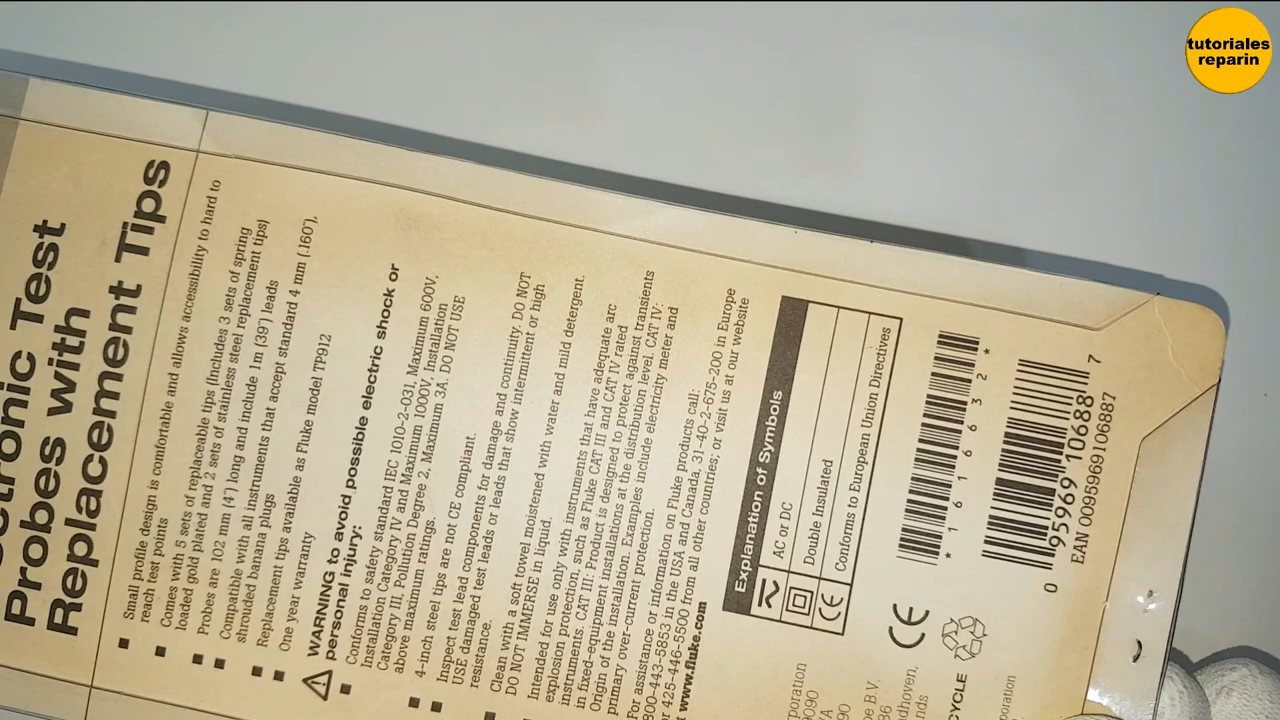 tutoriales
reparin
Test
Probes with
Replacement Tips
Small profile design is comfortable and allows accessibility to hard to
reach test points
Comes with 5 sets of replaceable tips (Includes 3 sets of spring
loaded gold plated and 2 sets of stainless steel replacement tips)
Probes are 102 mm (4") long and include 1m (39") leads
Compatible with all instruments that accept standard 4 mm (.160"),
shrouded banana plugs
Replacement tips available as Fluke model TP912
One year warranty
WARNING to avoid possible electric shock or
personal injury:
Conforms to safety standard IEC 1010-2-031, Maximum 600V,
Installation Category IV and Maximum 1000V, Installation
Category III, Pollution Degree 2, Maximum 3A. DO NOT USE
above maximum ratings.
4-inch steel tips are not CE compliant.
Inspect test lead components for damage and continuity. DO NOT
USE damaged test leads or leads that show intermittent or high
resistance.
Clean with a soft towel moistened with water and mild detergent.
DO NOT IMMERSE in liquid.
Intended for use only with instruments that have adequate arc
explosion protection, such as Fluke CAT III and CAT IV rated
instruments. CAT III: Product is designed to protect against transients
in fixed-equipment installations at the distribution level. CAT IV:
Origin of the installation. Examples include electricity meter and
primary over-current protection.
For assistance or information on Fluke products call:
800-443-5853 in the USA and Canada, 31-40-2-675-200 in Europe
or 425-446-5500 from all other countries; or visit us at our website
www.fluke.com
Explanation of Symbols
AC or DC
Double Insulated
CE Conforms to European Union Directives
*1616632*
CE
0 95969 10688 7
EAN 0095969106887